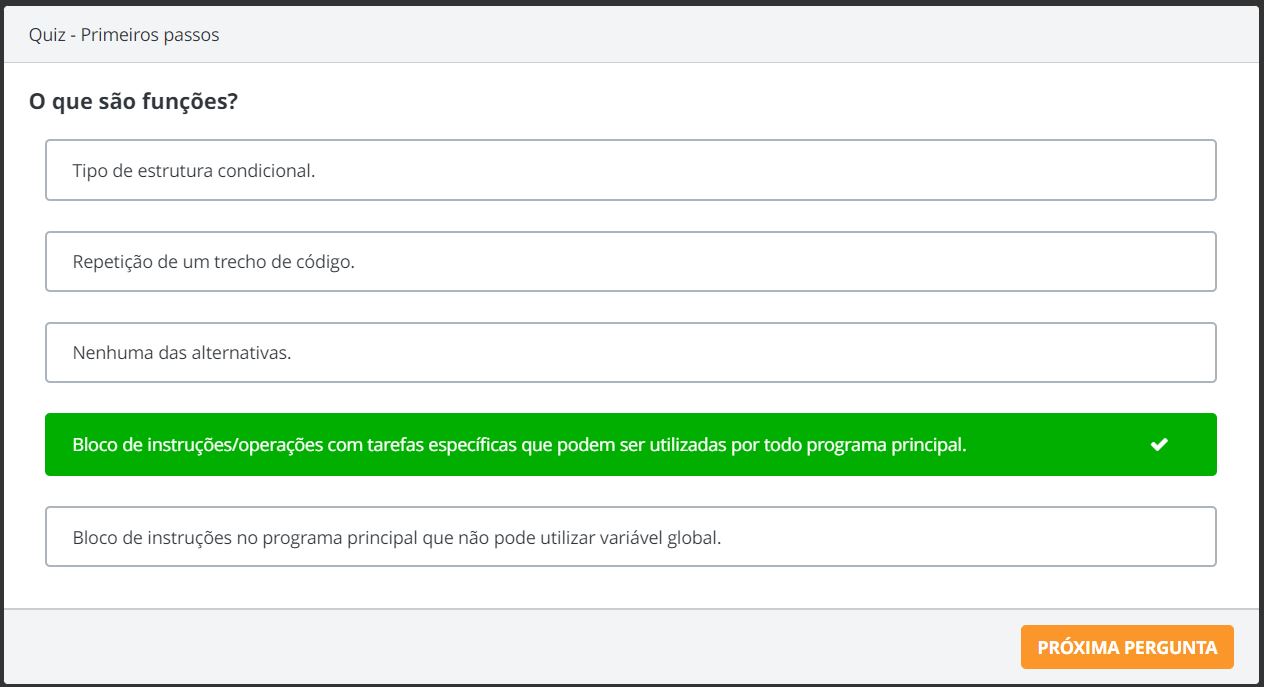 Quiz - Primeiros passos
O que são funções?
Tipo de estrutura condicional.
Repetição de um trecho de código.
Nenhuma das alternativas.
Bloco de instruções/operações com tarefas específicas que podem ser utilizadas por todo programa principal.
Bloco de instruções no programa principal que não pode utilizar variável global.
PRÓXIMA PERGUNTA